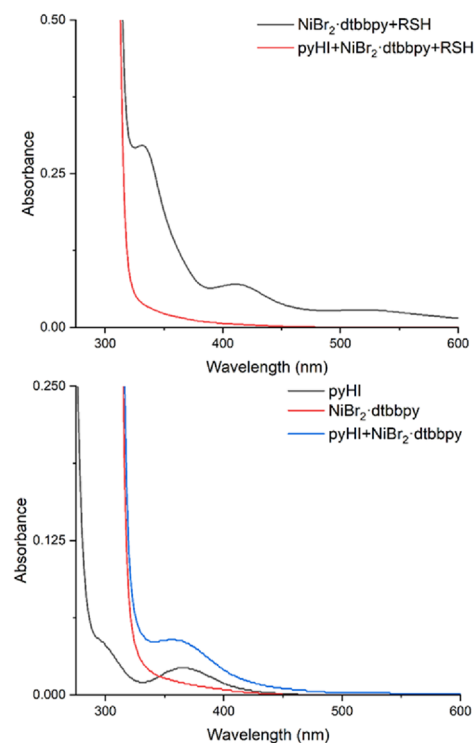 0.50
NiBr₂·dtbbpy+RSH
pyHI+NiBr₂·dtbbpy+RSH
0.25
Absorbance
0.00
300 400 500 600
Wavelength (nm)
0.250
pyHI
NiBr₂·dtbbpy
pyHI+NiBr₂·dtbbpy
0.125
Absorbance
0.000
300 400 500 600
Wavelength (nm)